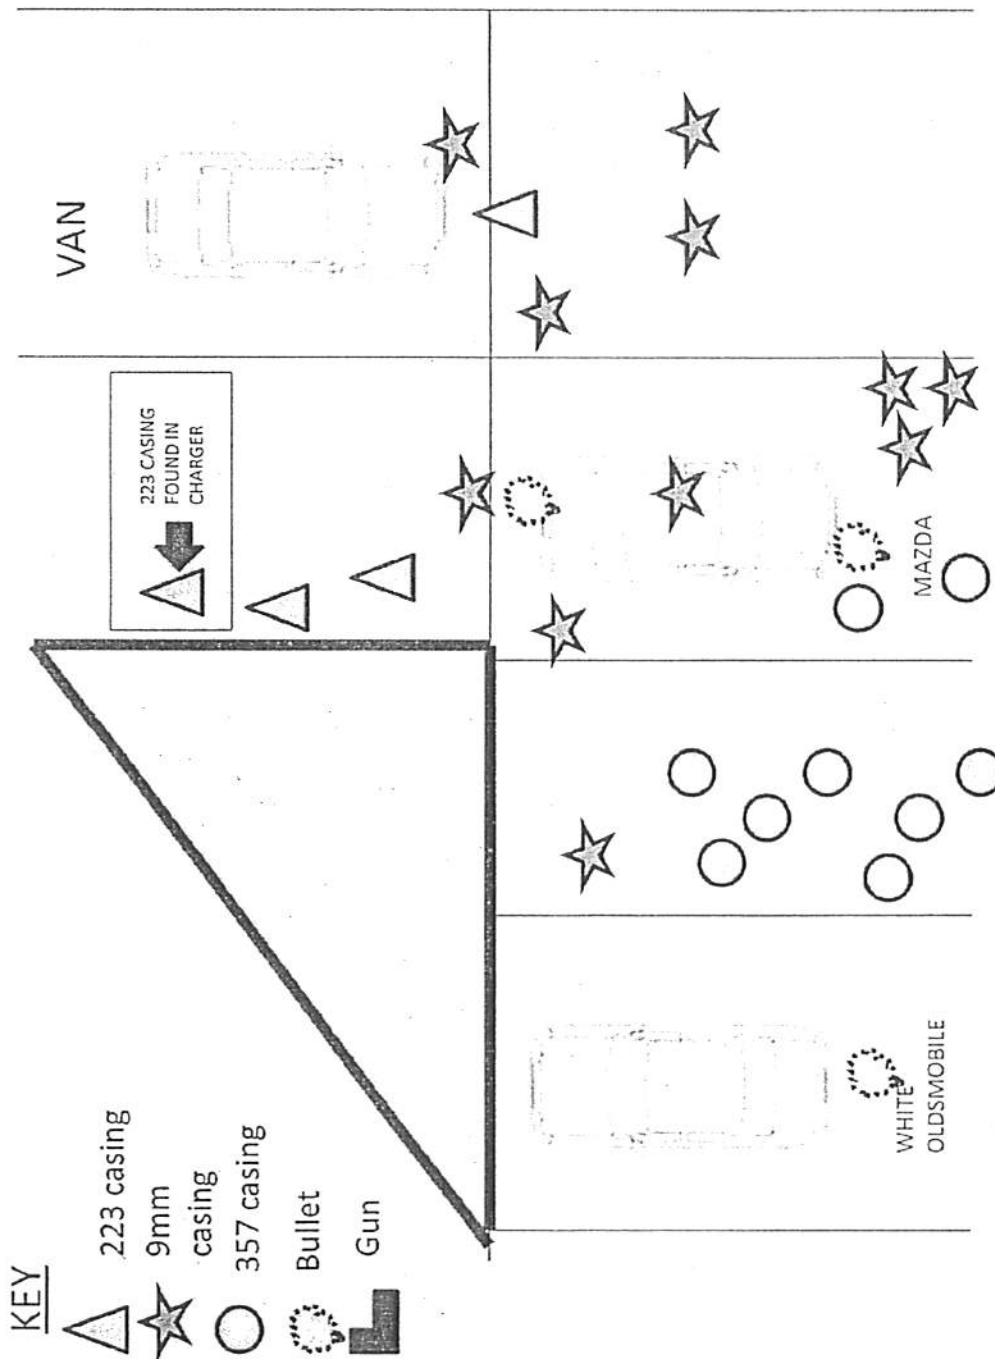 KEY
223 casing
9mm
casing
357 casing
Bullet
Gun
VAN
223 CASING
FOUND IN
CHARGER
MAZDA
WHITE
OLDSMOBILE